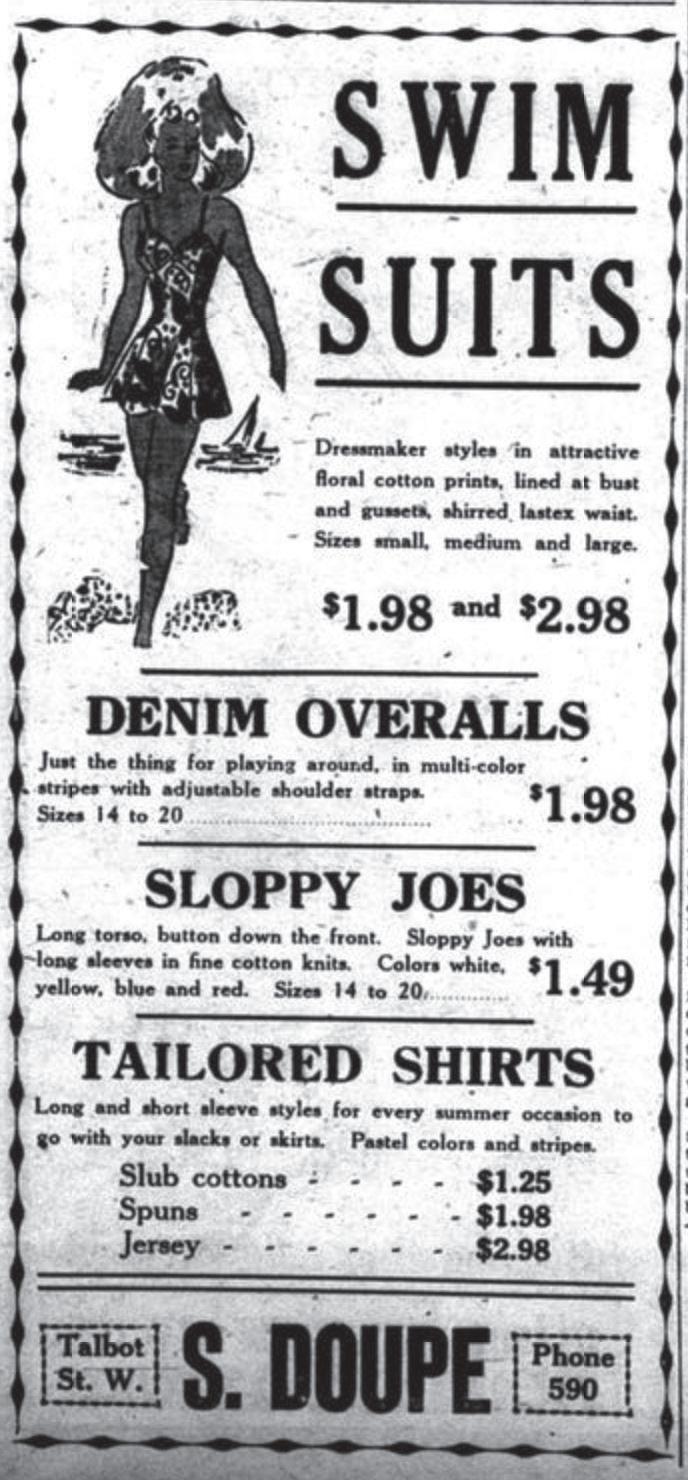 SWIM
SUITS
Dressmaker styles in attractive
floral cotton prints, lined at bust
and gussets, shirred lastex waist.
Sizes small, medium and large.
$1.98 and $2.98
DENIM OVERALLS
Just the thing for playing around, in multi-color
stripes with adjustable shoulder straps.
Sizes 14 to 20 $1.98
SLOPPY JOES
Long torso, button down the front. Sloppy Joes with
long sleeves in fine cotton knits. Colors white,
yellow, blue and red. Sizes 14 to 20 $1.49
TAILORED SHIRTS
Long and short sleeve styles for every summer occasion to
go with your slacks or skirts. Pastel colors and stripes.
Slub cottons - - - - $1.25
Spuns - - - - - - $1.98
Jersey - - - - - - $2.98
Talbot
St. W.
S. DOUPE
Phone
590